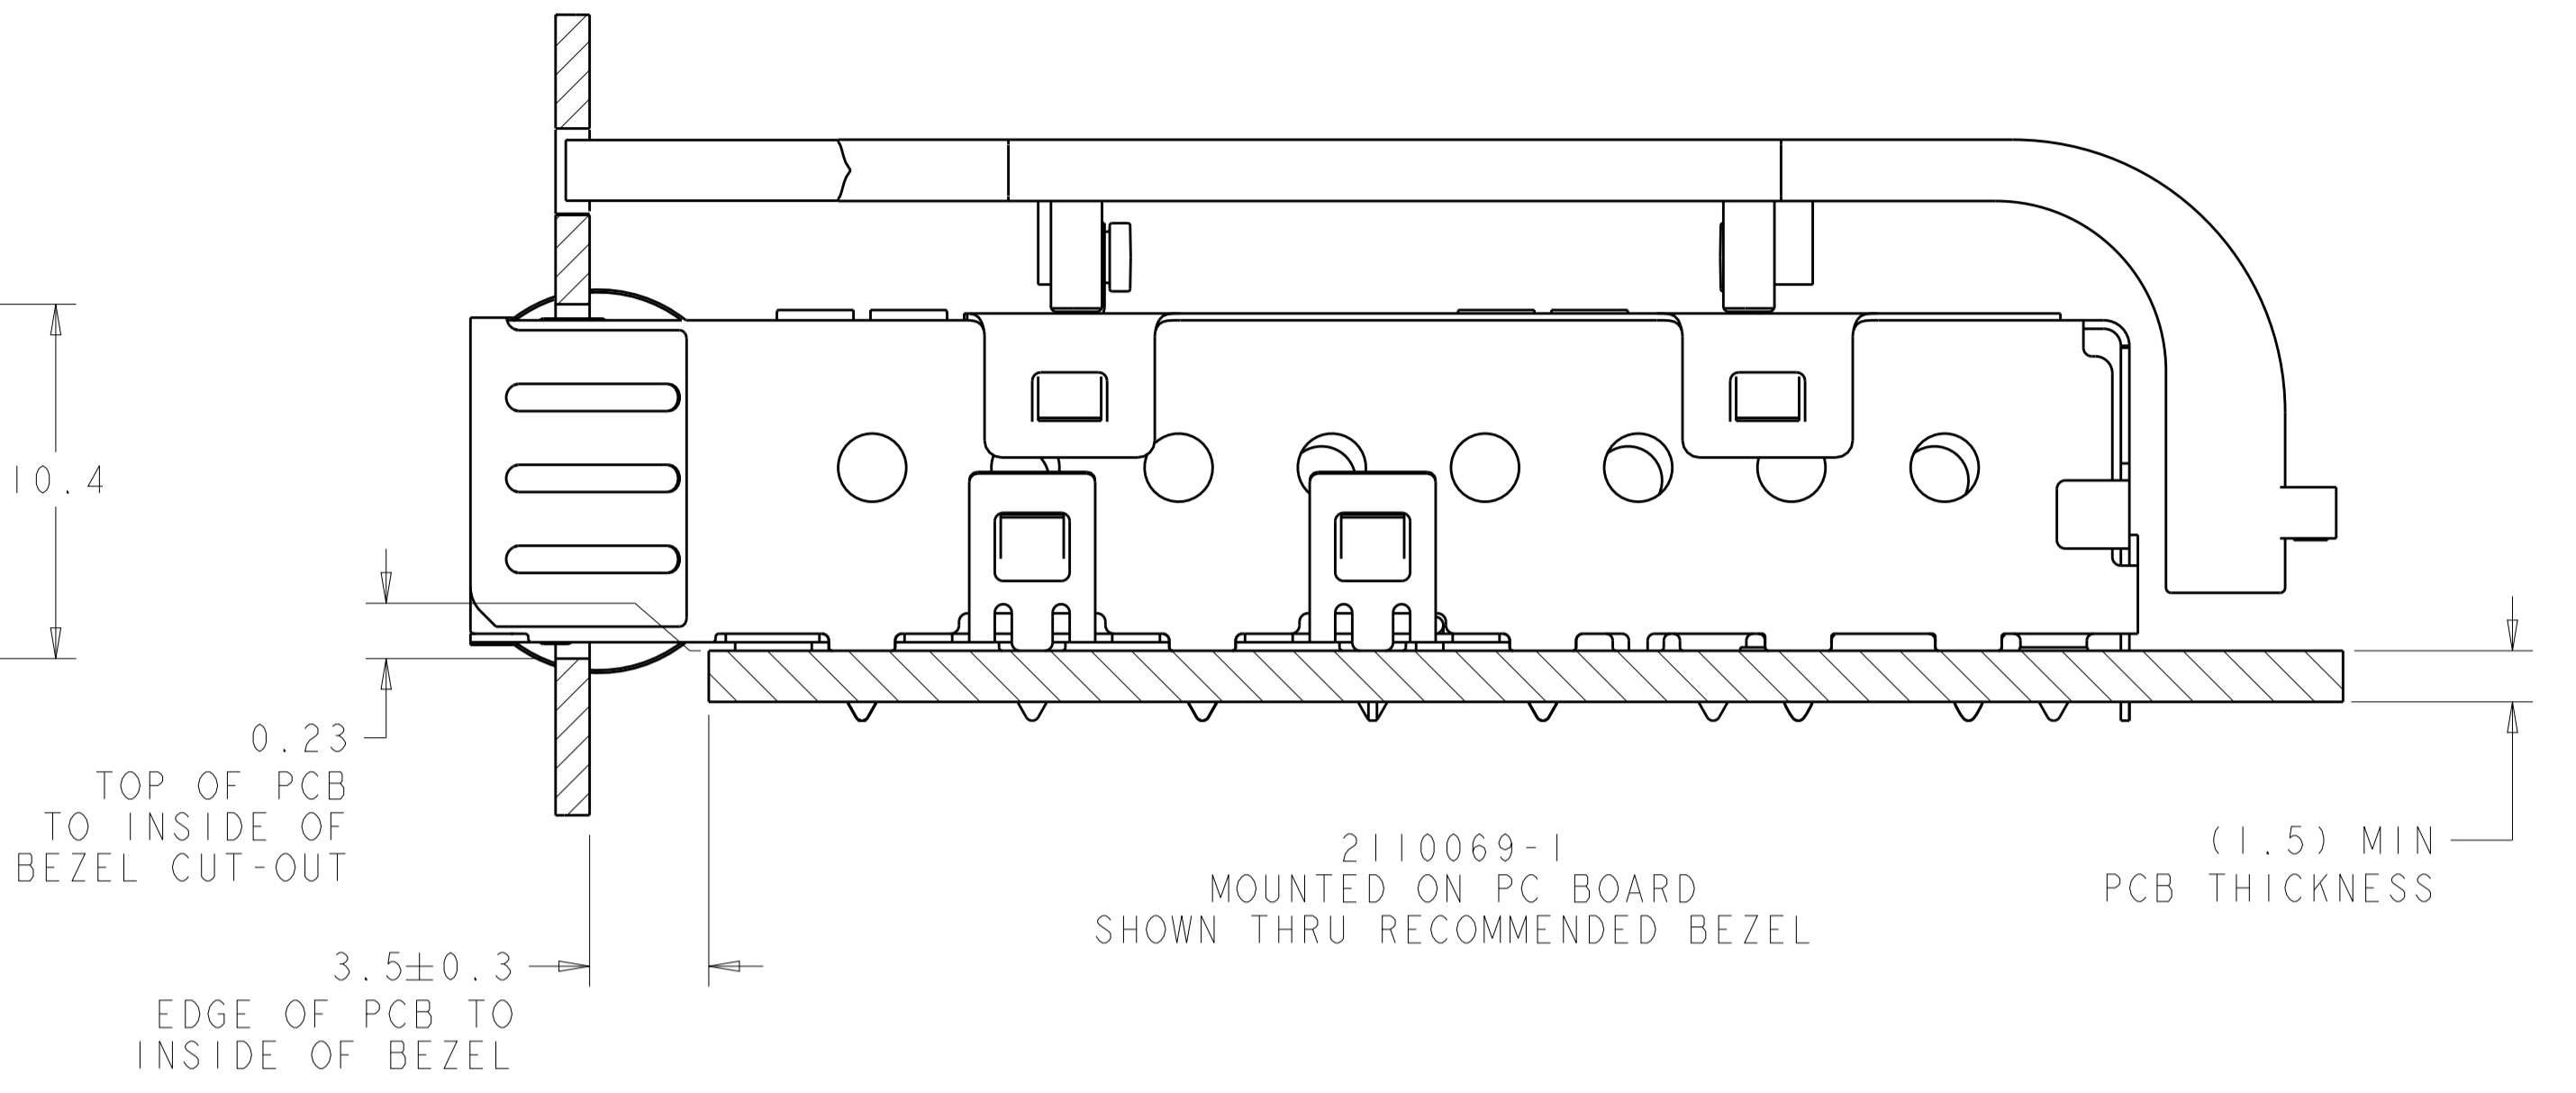 10.4
0.23
TOP OF PCB
TO INSIDE OF
BEZEL CUT-OUT
3.5±0.3
EDGE OF PCB TO
INSIDE OF BEZEL
2110069-1
MOUNTED ON PC BOARD
SHOWN THRU RECOMMENDED BEZEL
(1.5) MIN
PCB THICKNESS